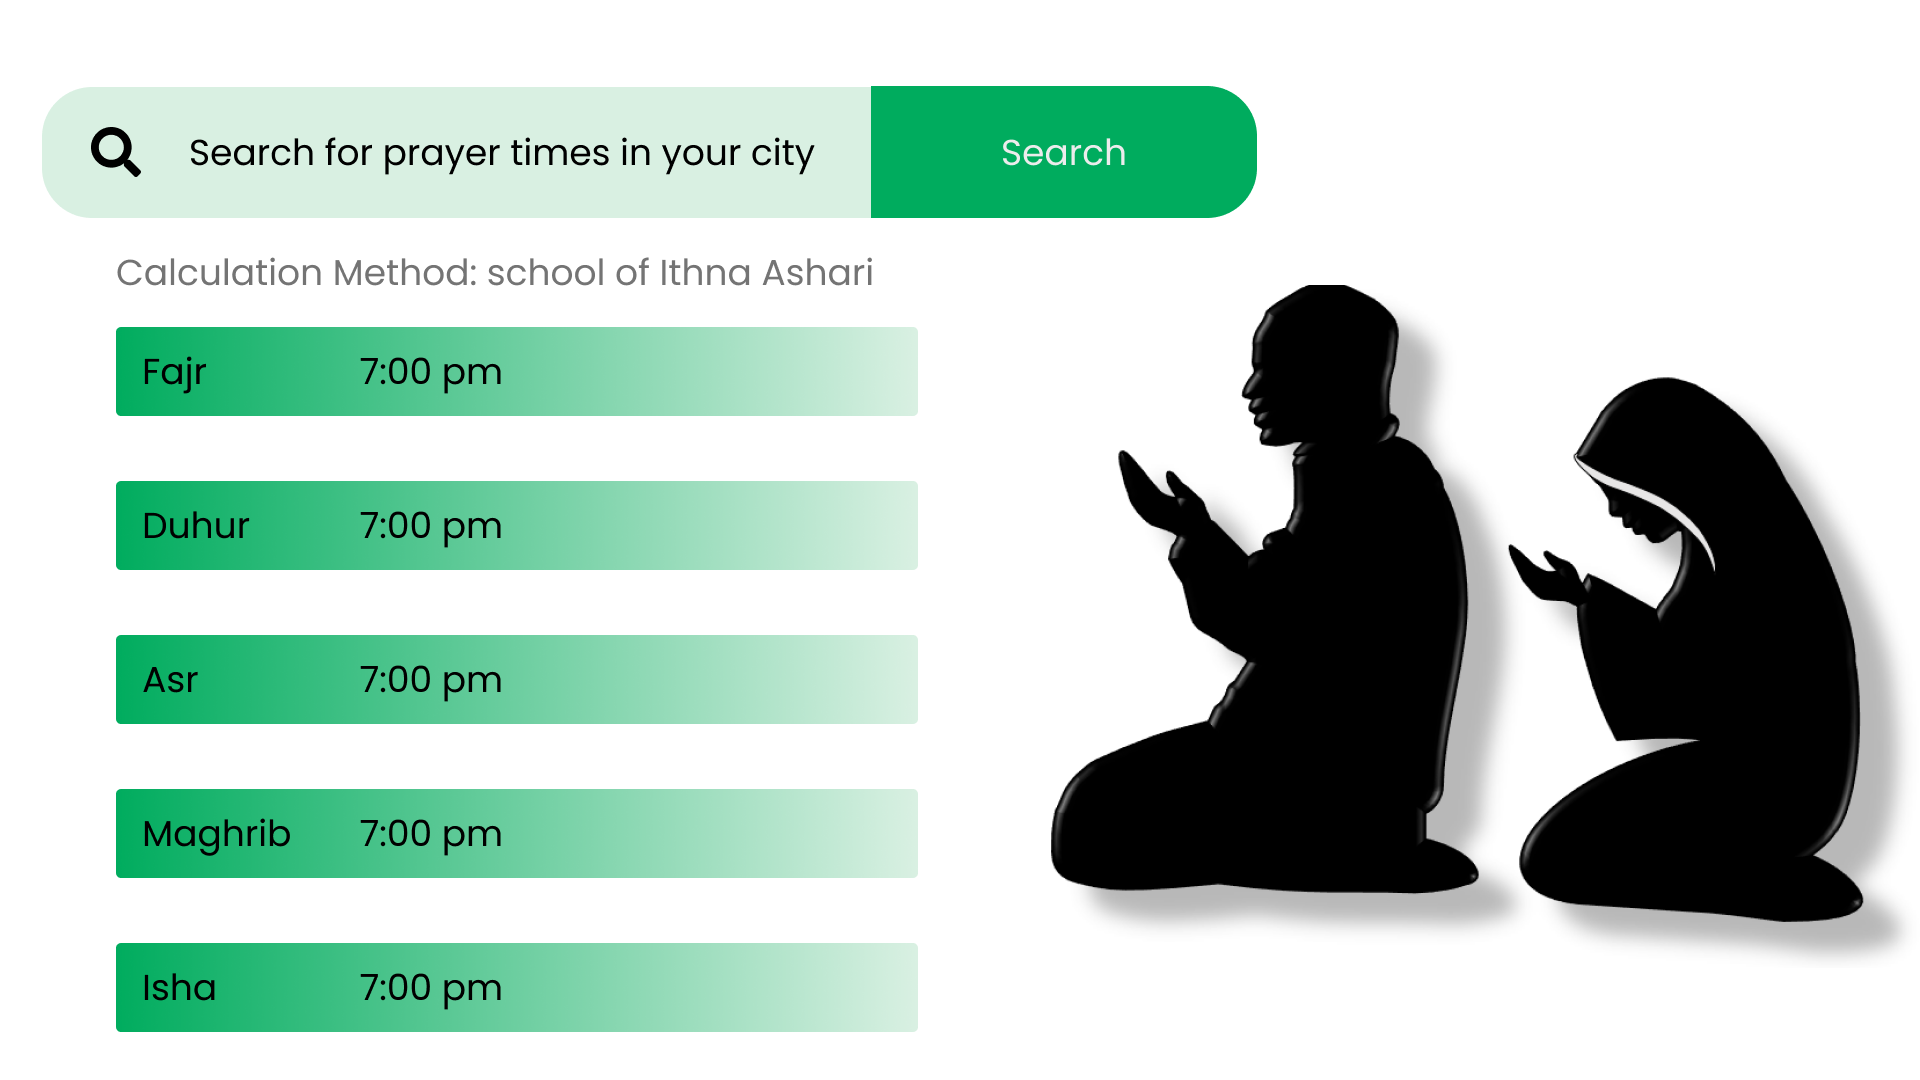 Search for prayer times in your city
Search
Calculation Method: school of Ithna Ashari
Fajr 7:00 pm
Duhur 7:00 pm
Asr 7:00 pm
Maghrib 7:00 pm
Isha 7:00 pm